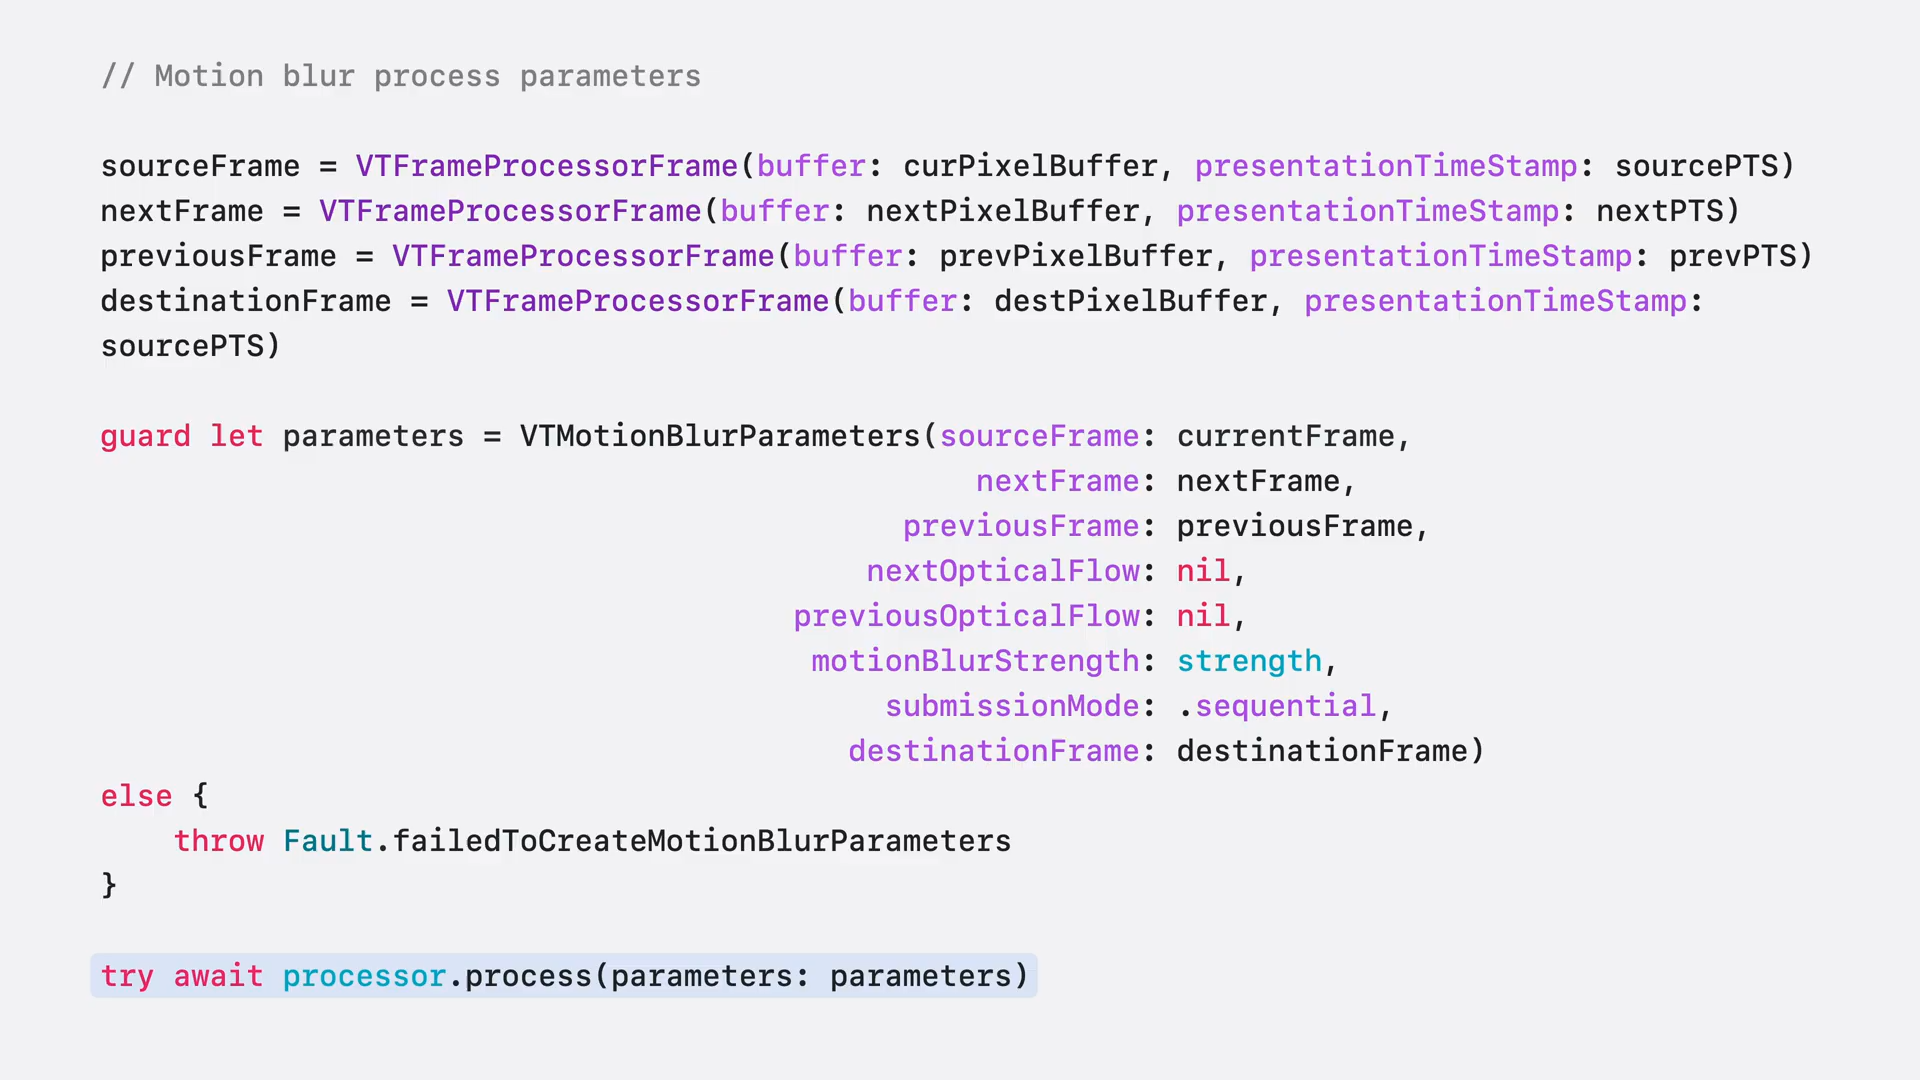 // Motion blur process parameters
sourceFrame = VTFrameProcessorFrame(buffer: curPixelBuffer, presentationTimeStamp: sourcePTS)
nextFrame = VTFrameProcessorFrame(buffer: nextPixelBuffer, presentationTimeStamp: nextPTS)
previousFrame = VTFrameProcessorFrame(buffer: prevPixelBuffer, presentationTimeStamp: prevPTS)
destinationFrame = VTFrameProcessorFrame(buffer: destPixelBuffer, presentationTimeStamp:
sourcePTS)
guard let parameters = VTMotionBlurParameters(sourceFrame: currentFrame,
nextFrame: nextFrame,
previousFrame: previousFrame,
nextOpticalFlow: nil,
previousOpticalFlow: nil,
motionBlurStrength: strength,
submissionMode: .sequential,
destinationFrame: destinationFrame)
else {
throw Fault.failedToCreateMotionBlurParameters
}
try await processor.process(parameters: parameters)